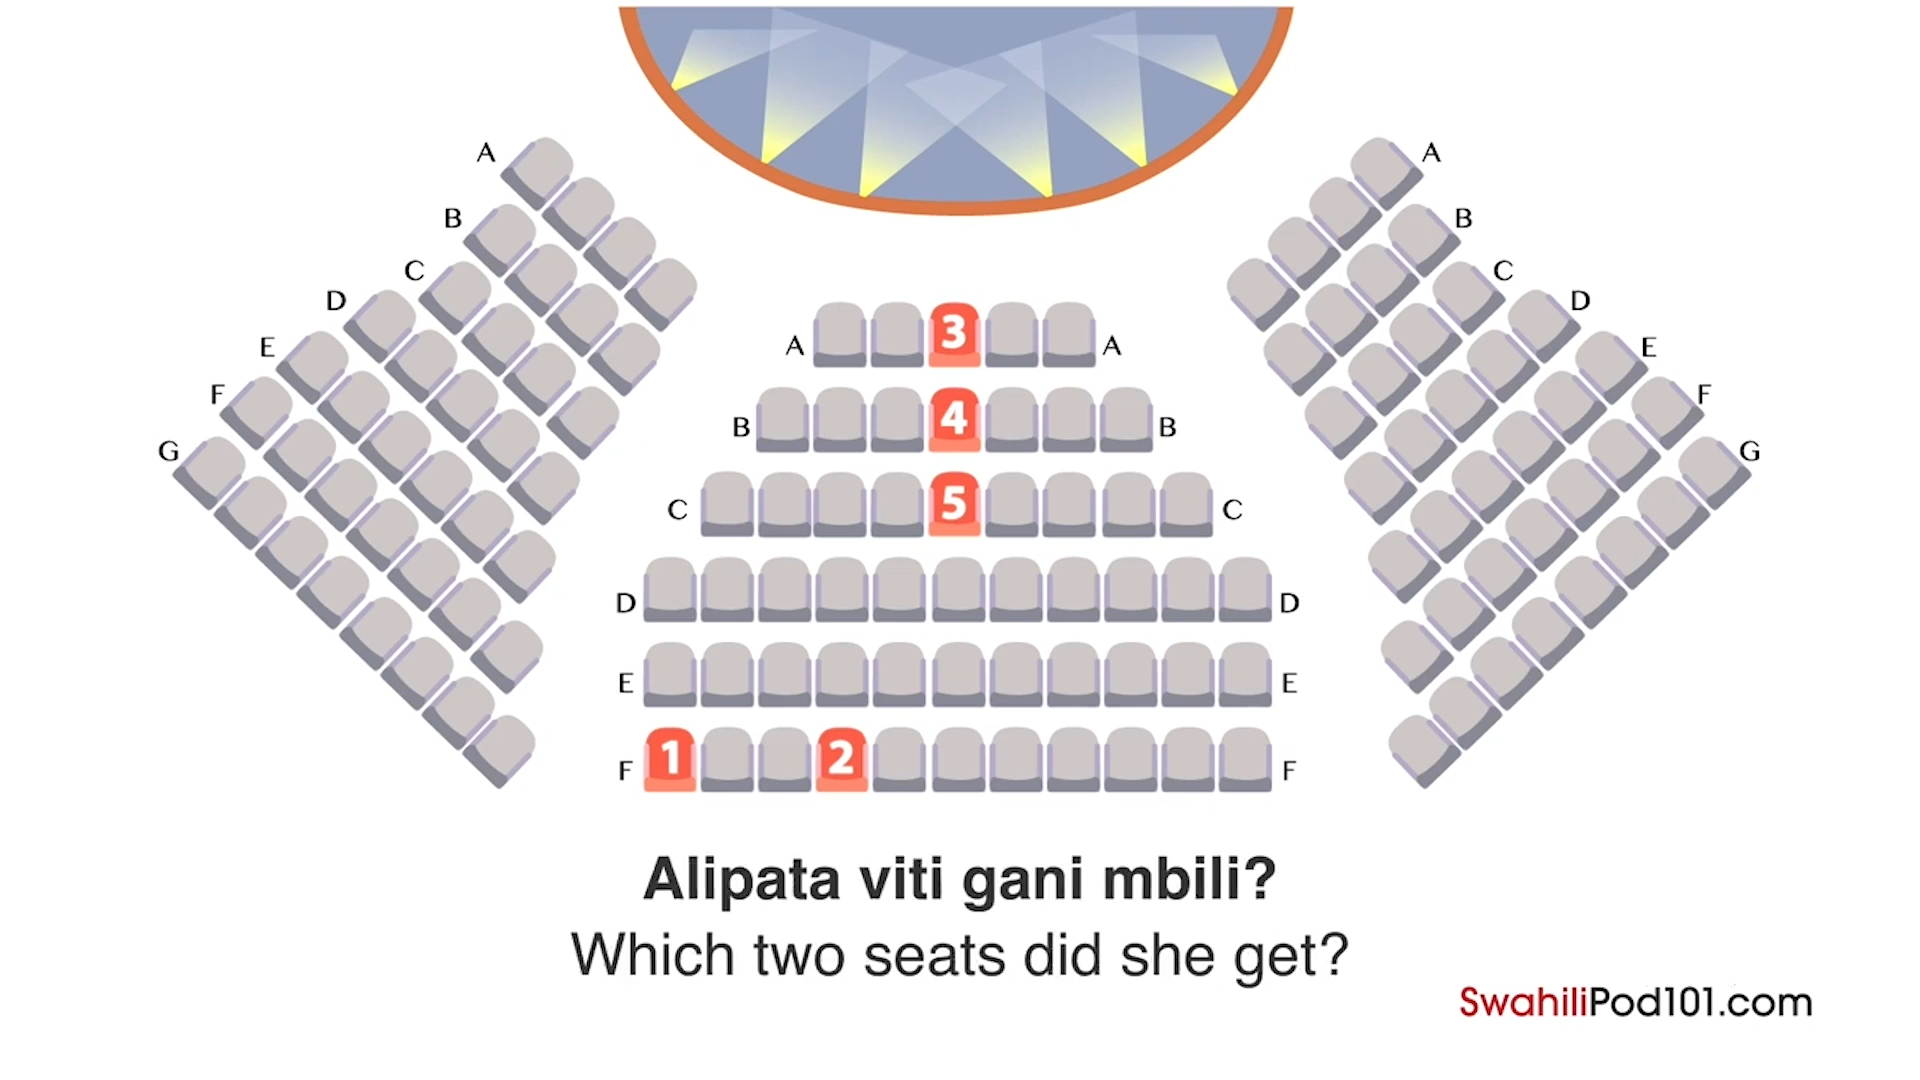 A A
B B
C C
D D
E E
F F
G G
A 3 A
B 4 B
C 5 C
D D
E E
F 1 2 F
Alipata viti gani mbili?
Which two seats did she get?
SwahiliPod101.com